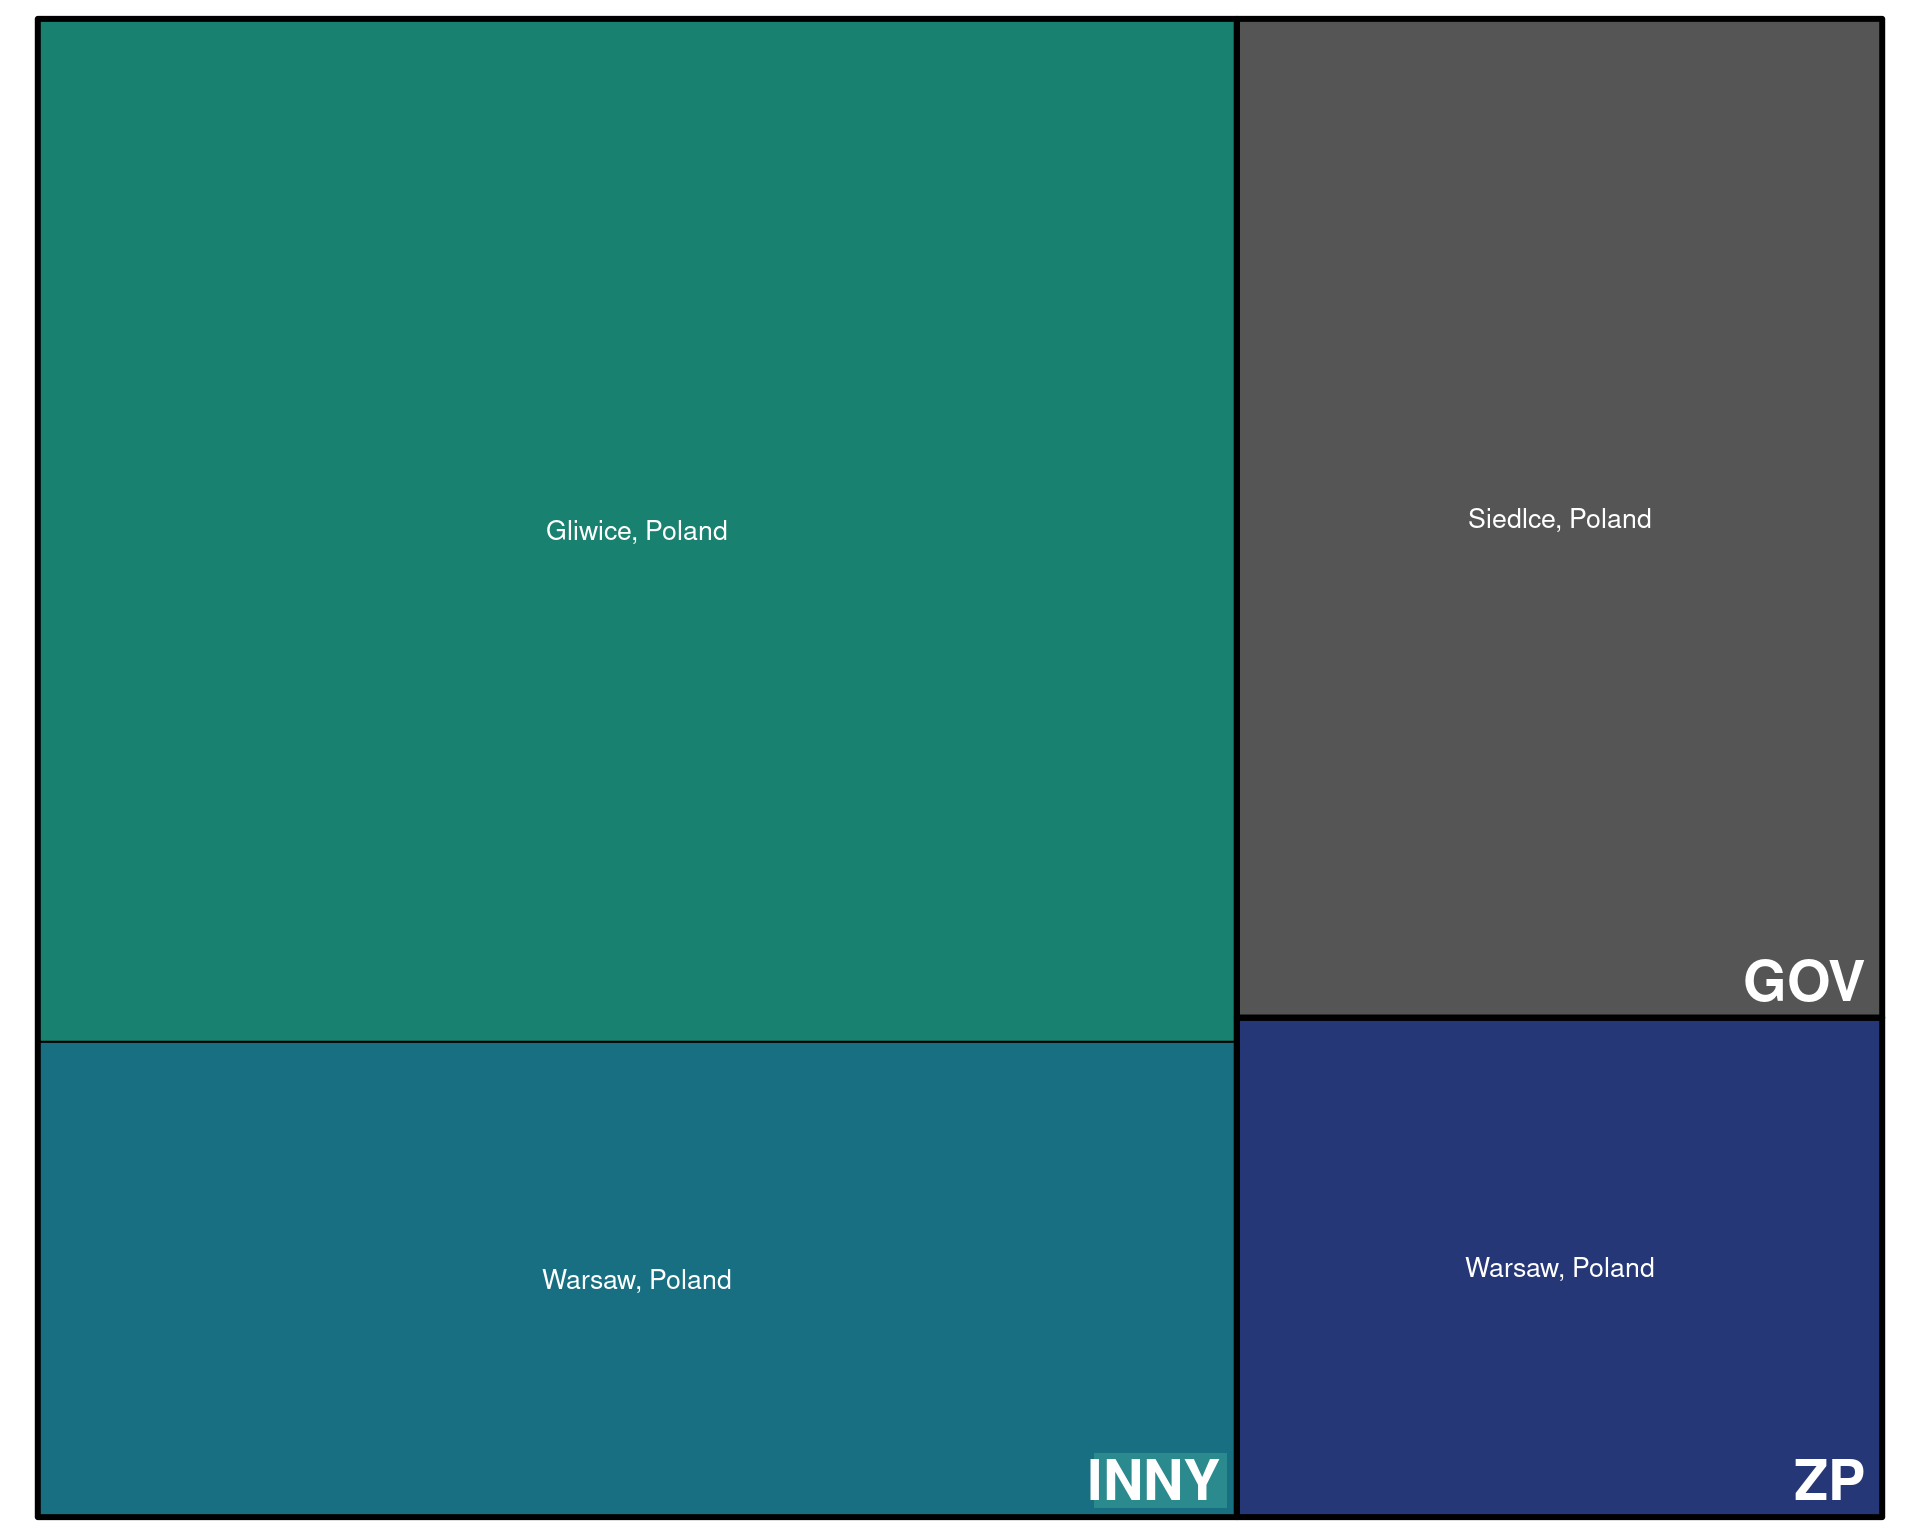 Gliwice, Poland
Warsaw, Poland
INNY
Siedlce, Poland
GOV
Warsaw, Poland
ZP